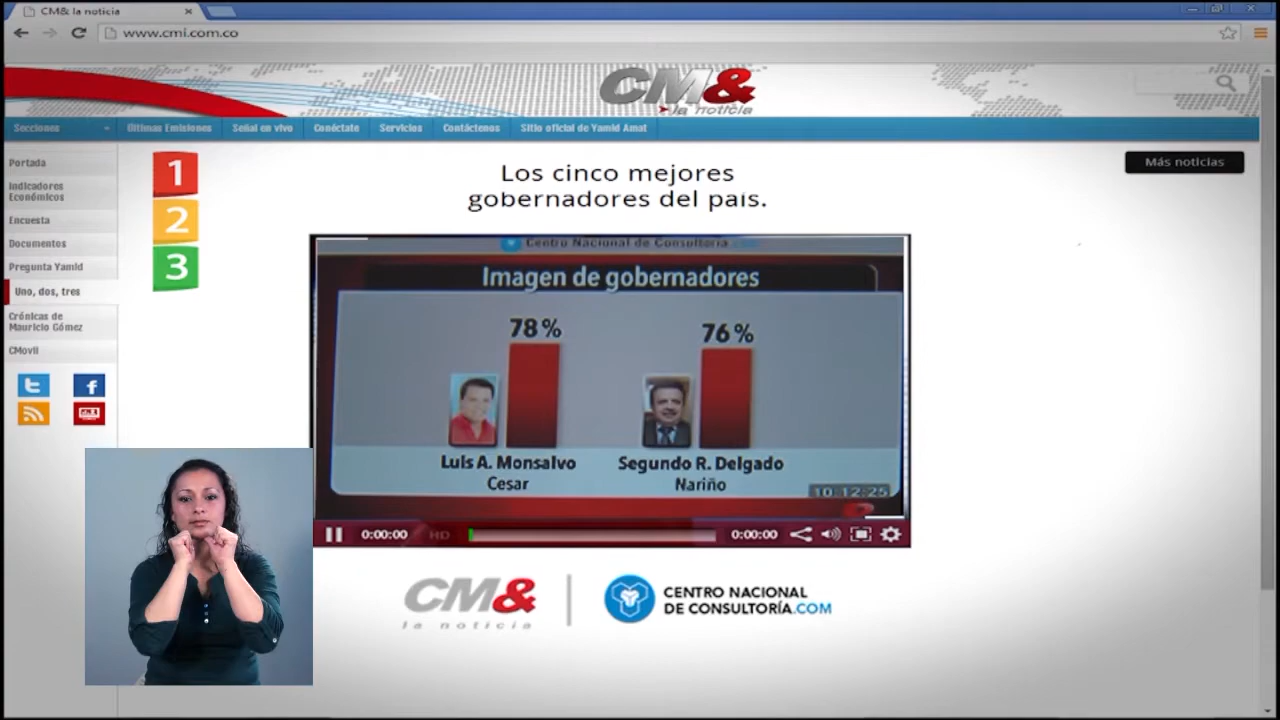 CM& la noticia
www.cmi.com.co
CM&
la noticia
Secciones
Últimas Emisiones
Señal en vivo
Conéctate
Servicios
Contáctenos
Sitio oficial de Yamid Amat
Portada
Indicadores
Económicos
Encuesta
Documentos
Pregunta Yamid
Uno, dos, tres
Crónicas de
Mauricio Gómez
CMovil
1
2
3
Los cinco mejores
gobernadores del país.
Más noticias
Centro Nacional de Consultoría.com
Imagen de gobernadores
78%
76%
Luis A. Monsalvo
Cesar
Segundo R. Delgado
Nariño
10:12:25
0:00:00
HD
0:00:00
CM&
la noticia
CENTRO NACIONAL
DE CONSULTORÍA.COM